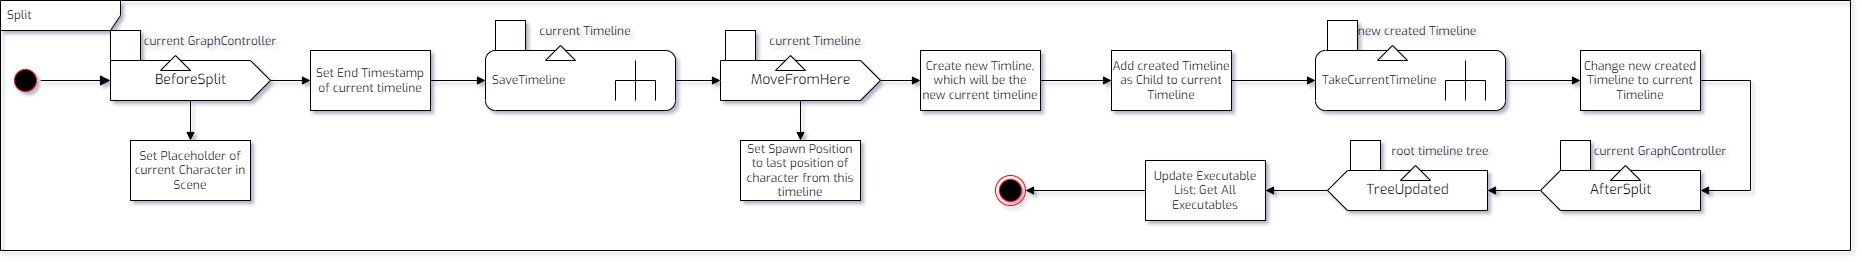 Split
current GraphController
BeforeSplit
Set Placeholder of
current Character in
Scene
Set End Timestamp
of current timeline
current Timeline
SaveTimeline
current Timeline
MoveFromHere
Set Spawn Position
to last position of
character from this
timeline
Create new Timline,
which will be the
new current timeline
Add created Timeline
as Child to current
Timeline
new created Timeline
TakeCurrentTimeline
Change new created
Timeline to current
Timeline
current GraphController
AfterSplit
root timeline tree
TreeUpdated
Update Executable
List; Get All
Executables